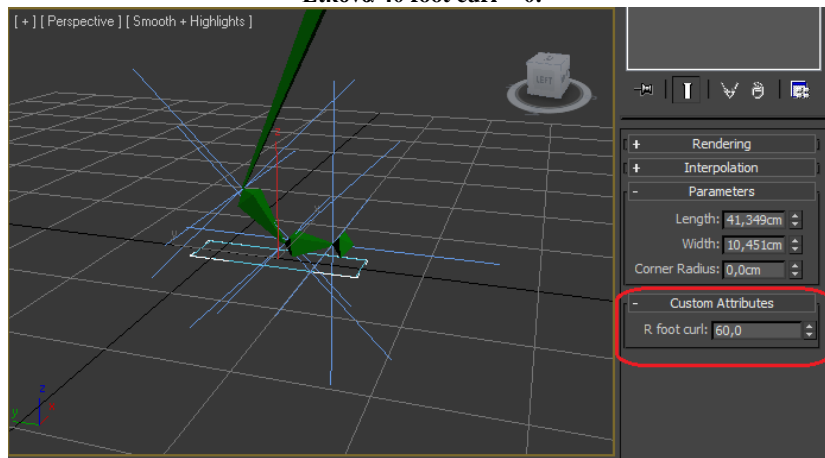 [ + ] [ Perspective ] [ Smooth + Highlights ]
LEFT
z
y
x
+ Rendering
+ Interpolation
- Parameters
Length: 41,349cm
Width: 10,451cm
Corner Radius: 0,0cm
- Custom Attributes
R foot curl: 60,0